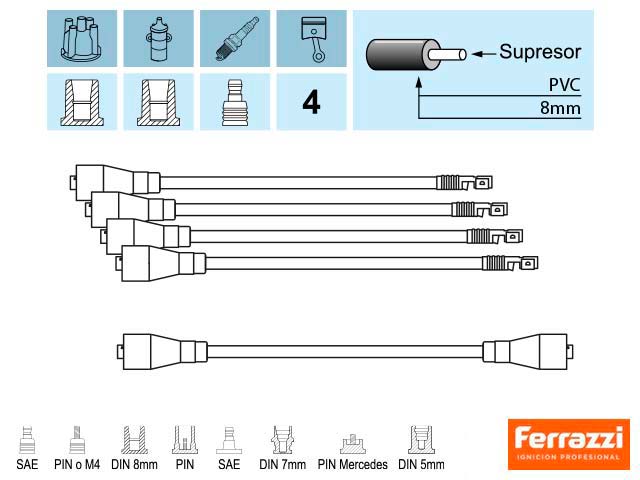 Supresor
PVC
8mm
4
SAE PIN o M4 DIN 8mm PIN SAE DIN 7mm PIN Mercedes DIN 5mm
Ferrazzi
IGNICION PROFESIONAL